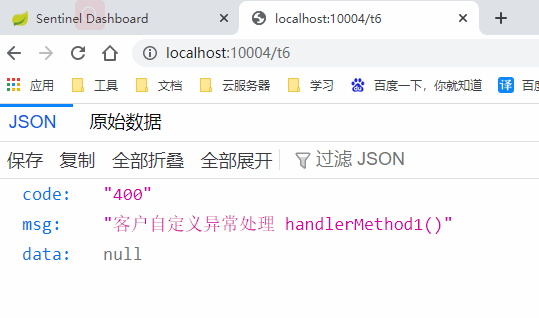 Sentinel Dashboard localhost:10004/t6
localhost:10004/t6
应用 工具 文档 云服务器 学习 百度一下，你就知道 译 百度
JSON 原始数据
保存 复制 全部折叠 全部展开 过滤 JSON
code: "400"
msg: "客户自定义异常处理 handlerMethod1()"
data: null